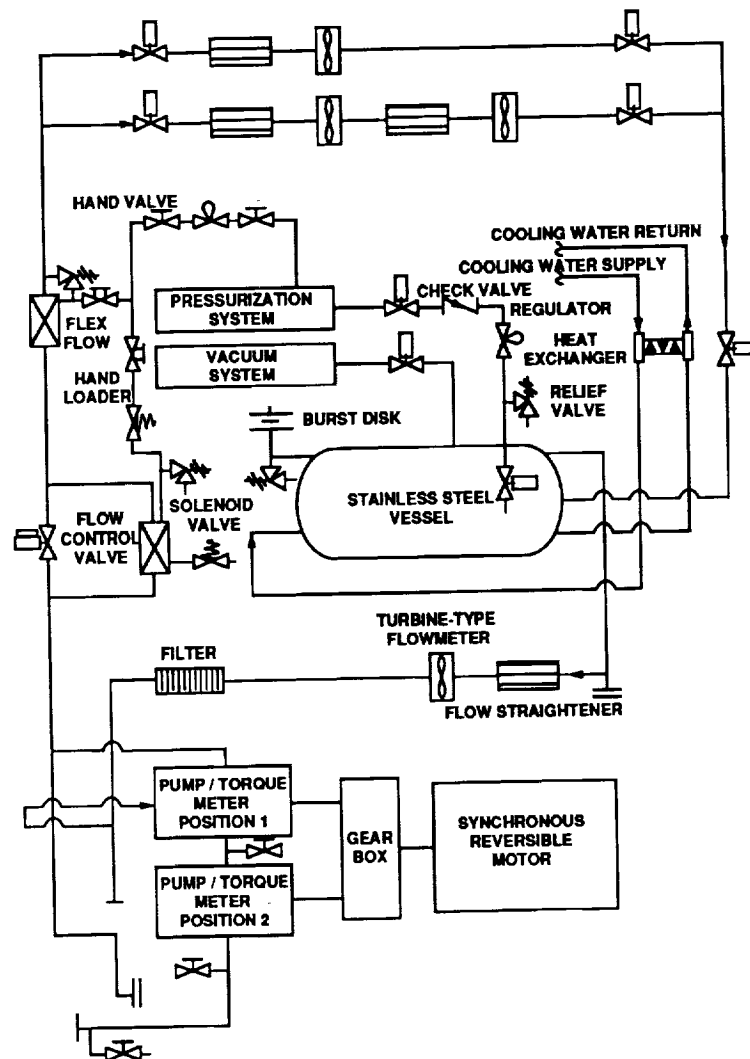 HAND VALVE
COOLING WATER RETURN
COOLING WATER SUPPLY
CHECK VALVE
PRESSURIZATION
SYSTEM
REGULATOR
FLEX
FLOW
HEAT
EXCHANGER
VACUUM
SYSTEM
HAND
LOADER
RELIEF
VALVE
BURST DISK
STAINLESS STEEL
VESSEL
SOLENOID
VALVE
FLOW
CONTROL
VALVE
TURBINE-TYPE
FLOWMETER
FILTER
FLOW STRAIGHTENER
PUMP / TORQUE
METER
POSITION 1
GEAR
BOX
SYNCHRONOUS
REVERSIBLE
MOTOR
PUMP / TORQUE
METER
POSITION 2